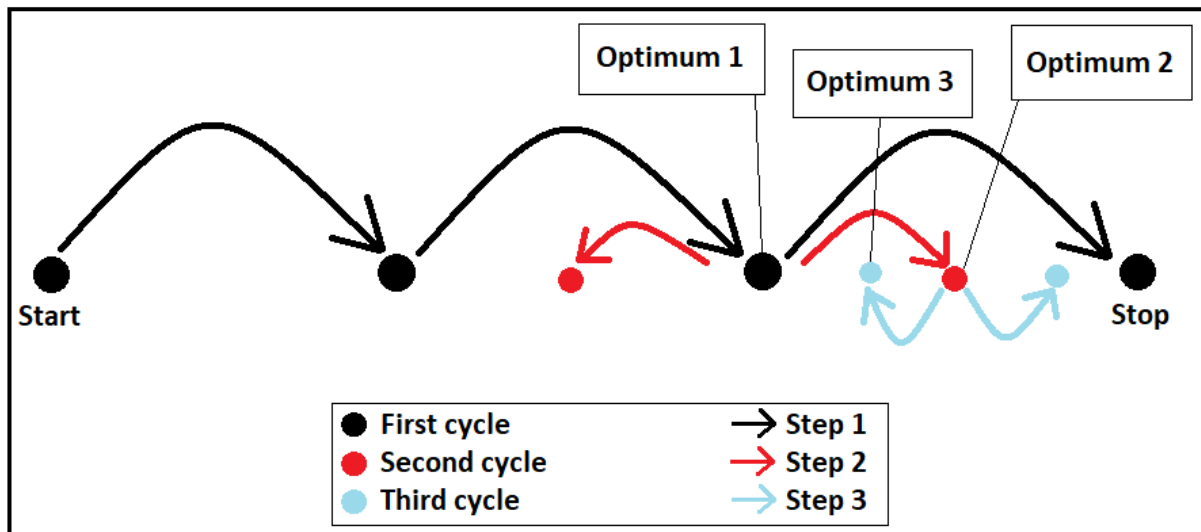 Optimum 1
Optimum 3
Optimum 2
Start
Stop
First cycle
Step 1
Second cycle
Step 2
Third cycle
Step 3